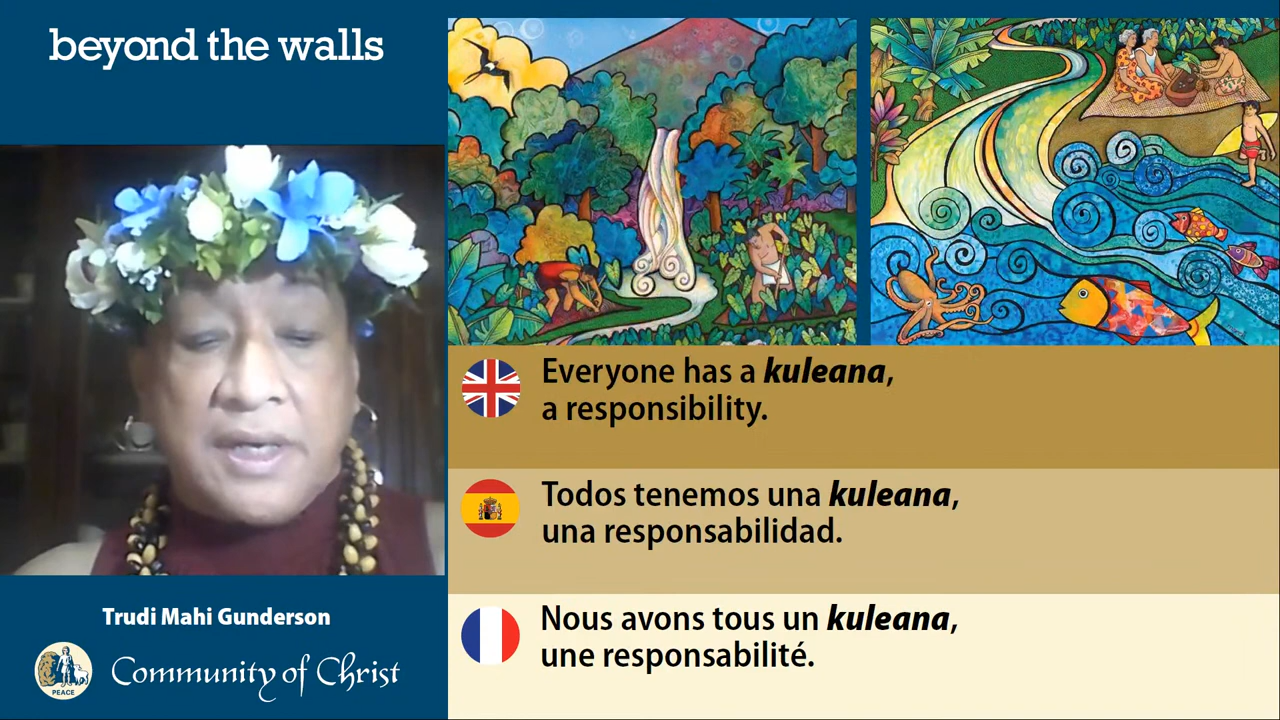 beyond the walls
Everyone has a kuleana,
a responsibility.
Todos tenemos una kuleana,
una responsabilidad.
Nous avons tous un kuleana,
une responsabilité.
Trudi Mahi Gunderson
PEACE
Community of Christ